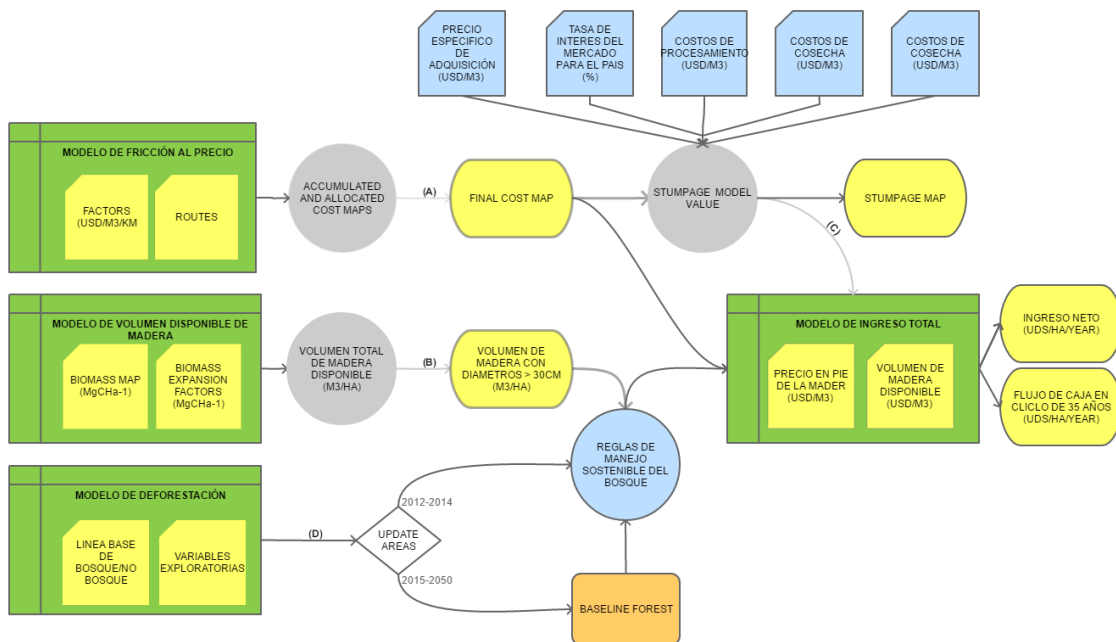 PRECIO
ESPECIFICO
DE
ADQUISICIÓN
(USD/M3)
TASA DE
INTERES DEL
MERCADO
PARA EL PAIS
(%)
COSTOS DE
PROCESAMIENTO
(USD/M3)
COSTOS DE
COSECHA
(USD/M3)
COSTOS DE
COSECHA
(USD/M3)
MODELO DE FRICCIÓN AL PRECIO
FACTORS
(USD/M3/KM
ROUTES
ACCUMULATED
AND ALLOCATED
COST MAPS
(A)
FINAL COST MAP
STUMPAGE MODEL
VALUE
STUMPAGE MAP
(C)
MODELO DE VOLUMEN DISPONIBLE DE
MADERA
BIOMASS MAP
(MgCHa-1)
BIOMASS
EXPANSION
FACTORS
(MgCHa-1)
VOLUMEN TOTAL
DE MADERA
DISPONIBLE
(M3/HA)
(B)
VOLUMEN DE
MADERA CON
DIAMETROS > 30CM
(M3/HA)
MODELO DE INGRESO TOTAL
PRECIO EN PIE
DE LA MADER
(USD/M3)
VOLUMEN DE
MADERA
DISPONIBLE
(USD/M3)
INGRESO NETO
(UDS/HA/YEAR)
FLUJO DE CAJA EN
CLICLO DE 35 AÑOS
(UDS/HA/YEAR)
REGLAS DE
MANEJO
SOSTENIBLE DEL
BOSQUE
MODELO DE DEFORESTACIÓN
LINEA BASE
DE
BOSQUE/NO
BOSQUE
VARIABLES
EXPLORATORIAS
(D)
2012-2014
UPDATE
AREAS
2015-2050
BASELINE FOREST